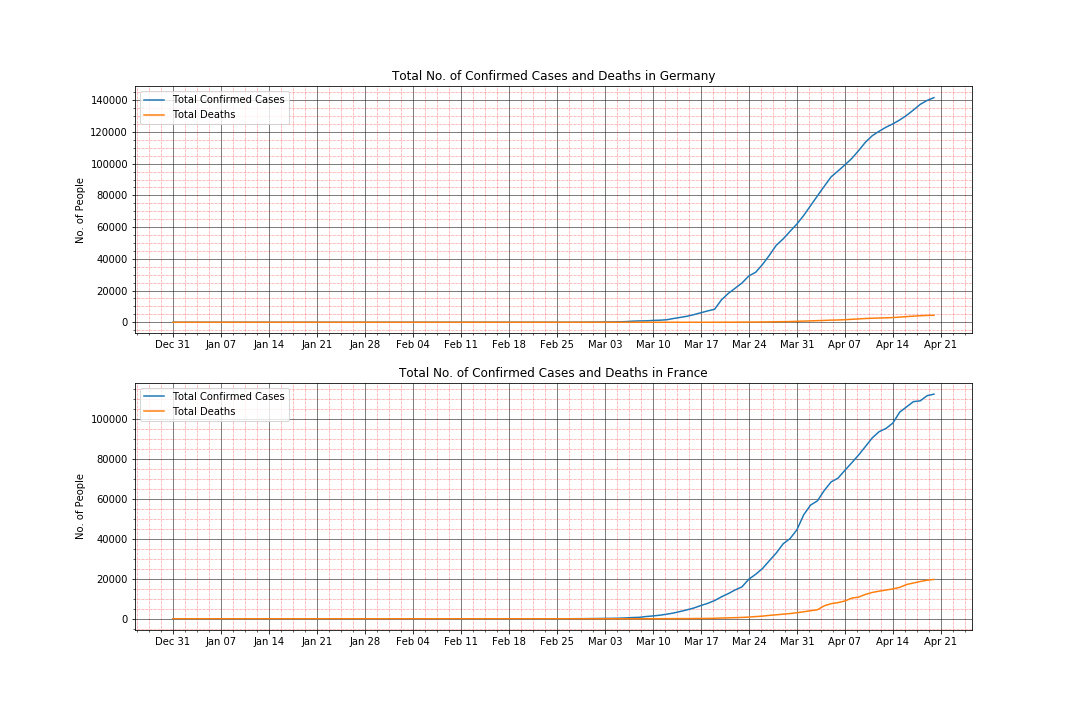 Total No. of Confirmed Cases and Deaths in Germany
Total Confirmed Cases
Total Deaths
No. of People
140000
120000
100000
80000
60000
40000
20000
0
Dec 31 Jan 07 Jan 14 Jan 21 Jan 28 Feb 04 Feb 11 Feb 18 Feb 25 Mar 03 Mar 10 Mar 17 Mar 24 Mar 31 Apr 07 Apr 14 Apr 21
Total No. of Confirmed Cases and Deaths in France
Total Confirmed Cases
Total Deaths
No. of People
100000
80000
60000
40000
20000
0
Dec 31 Jan 07 Jan 14 Jan 21 Jan 28 Feb 04 Feb 11 Feb 18 Feb 25 Mar 03 Mar 10 Mar 17 Mar 24 Mar 31 Apr 07 Apr 14 Apr 21